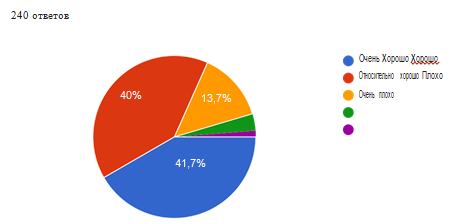 240 ответов
Очень Хорошо Хорошо
Относительно хорошо Плохо
Очень плохо
40%
13,7%
41,7%